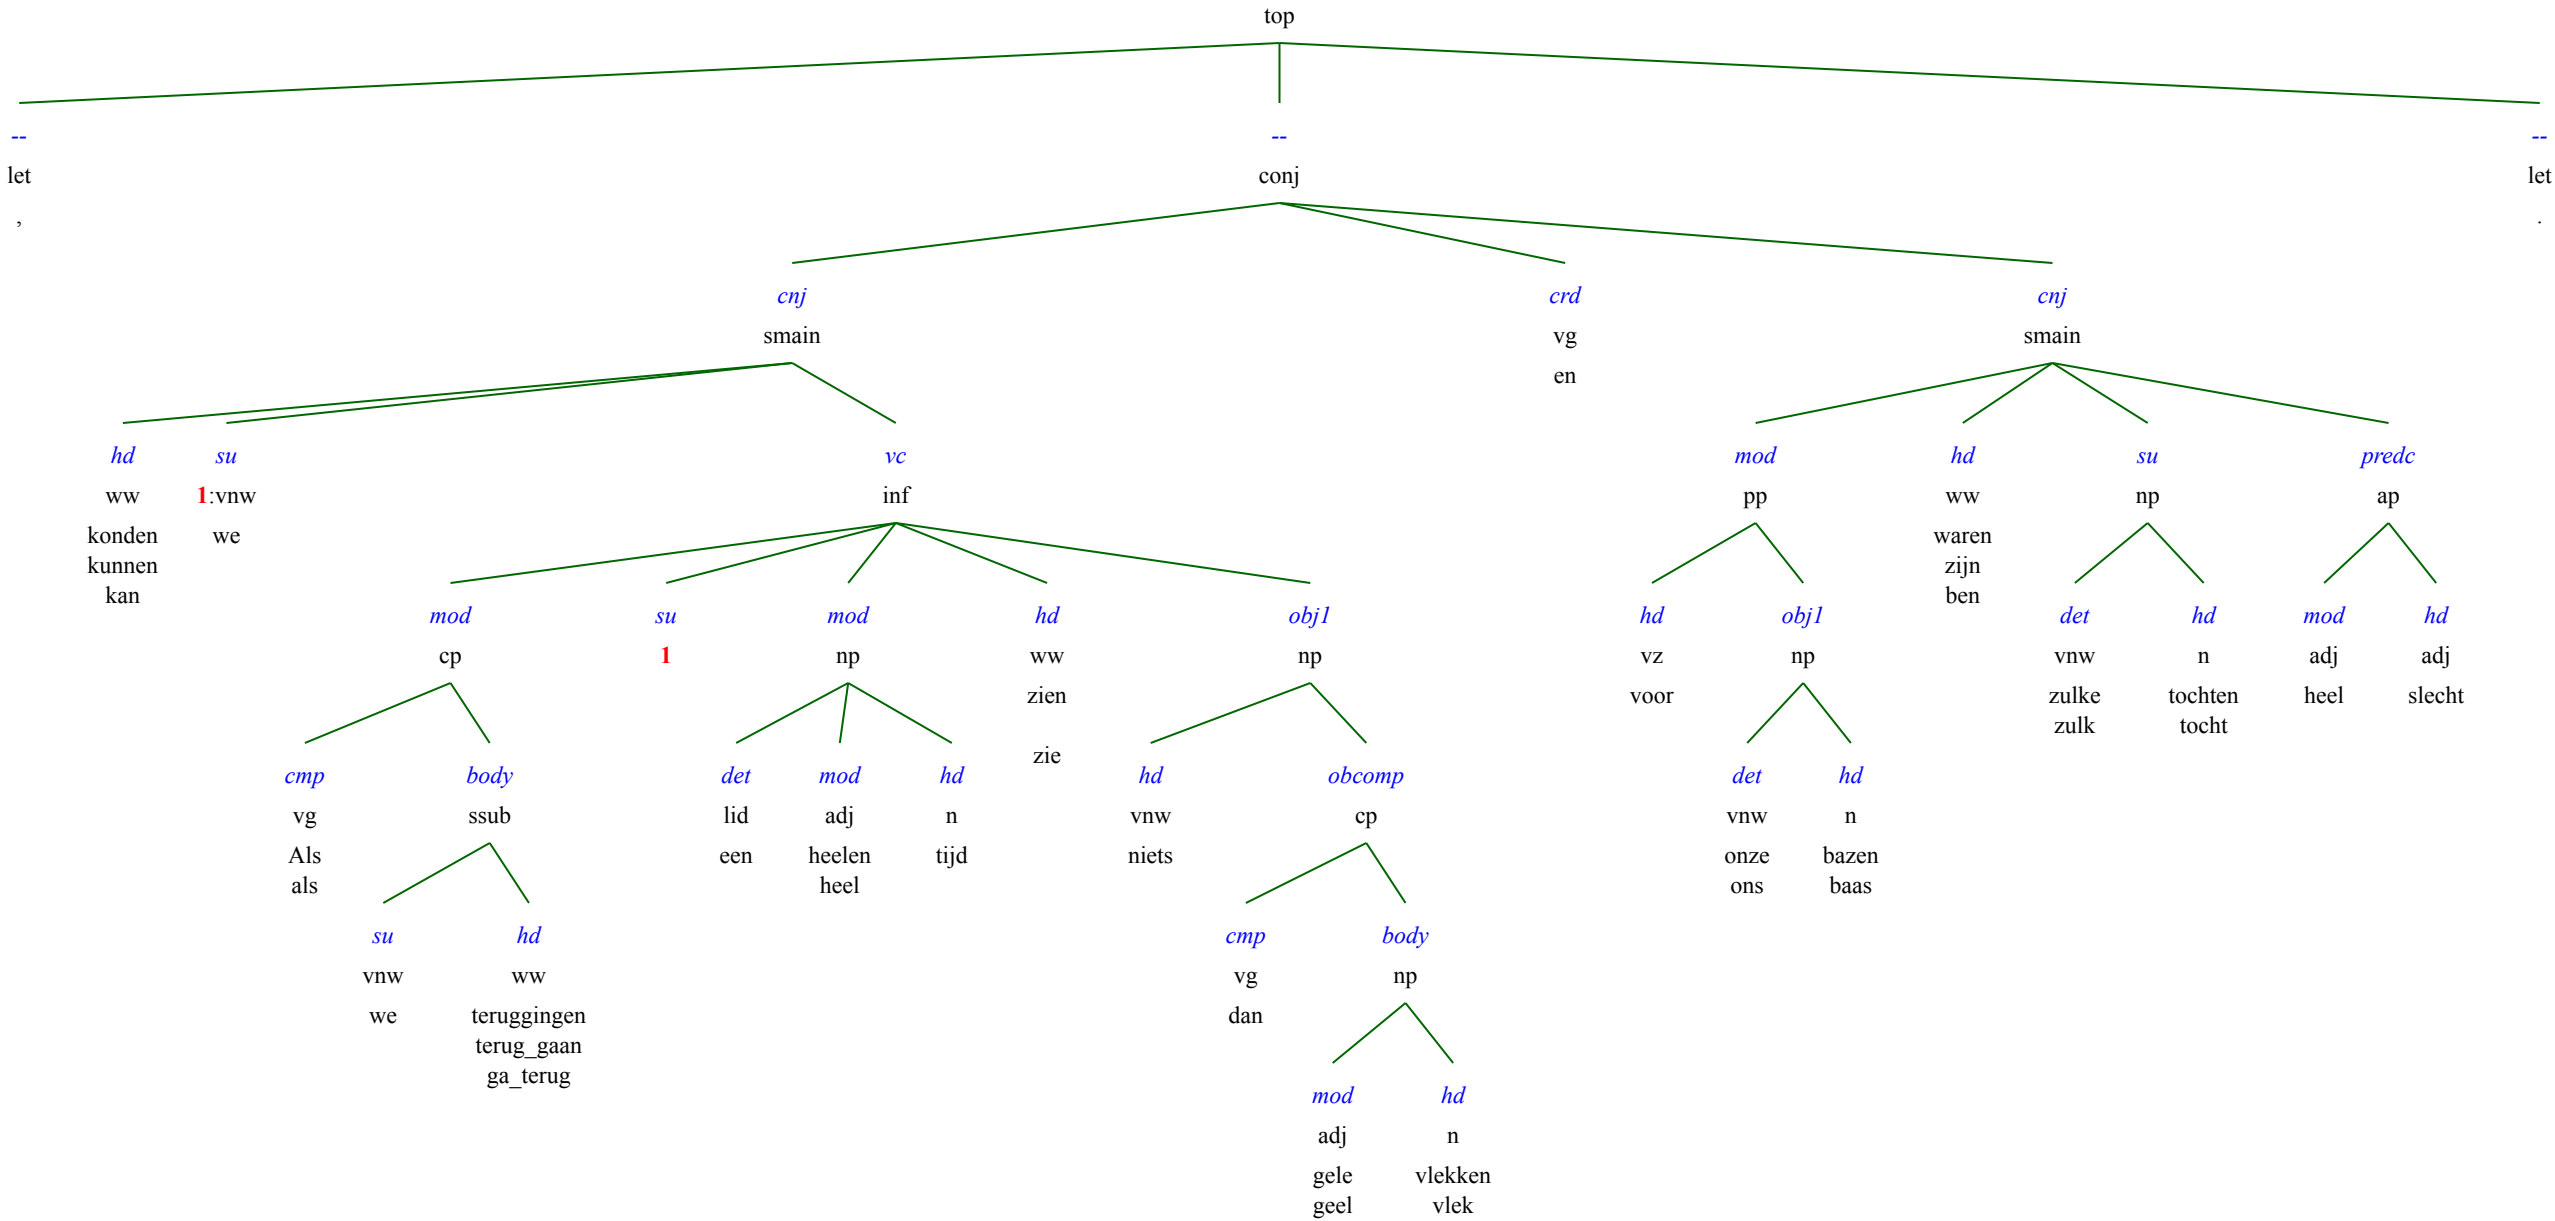 top
-- -- --
let conj let
, .
cnj crd cnj
smain vg smain
en
hd su vc mod hd su predc
ww 1:vnw inf pp ww np ap
konden we waren
kunnen zijn
kan ben
mod su mod hd obj1 hd obj1 det hd mod hd
cp 1 np ww np vz np vnw n adj adj
zien voor zulke tochten heel slecht
zulk tocht
zie
cmp body det mod hd hd obcomp det hd
vg ssub lid adj n vnw cp vnw n
Als een heelen tijd niets onze bazen
als heel ons baas
su hd cmp body
vnw ww vg np
we teruggingen dan
terug_gaan
ga_terug
mod hd
adj n
gele vlekken
geel vlek